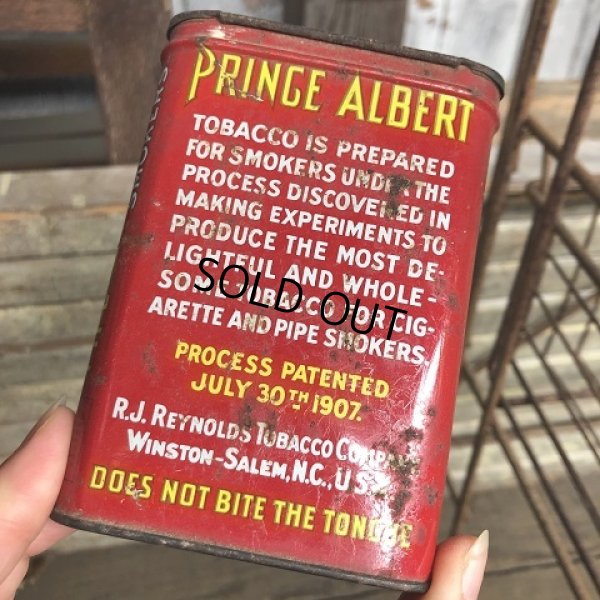 PRINCE ALBERT
TOBACCO IS PREPARED
FOR SMOKERS UNDER THE
PROCESS DISCOVERED IN
MAKING EXPERIMENTS TO
PRODUCE THE MOST DE-
LIGHTFUL AND WHOLE-
SOME TOBACCO FOR CIG-
ARETTE AND PIPE SMOKERS.
SOLD OUT
PROCESS PATENTED
JULY 30TH 1907.
R.J. REYNOLDS TOBACCO COMPANY
WINSTON-SALEM, N.C., U.S.A.
DOES NOT BITE THE TONGUE
SMOKERS